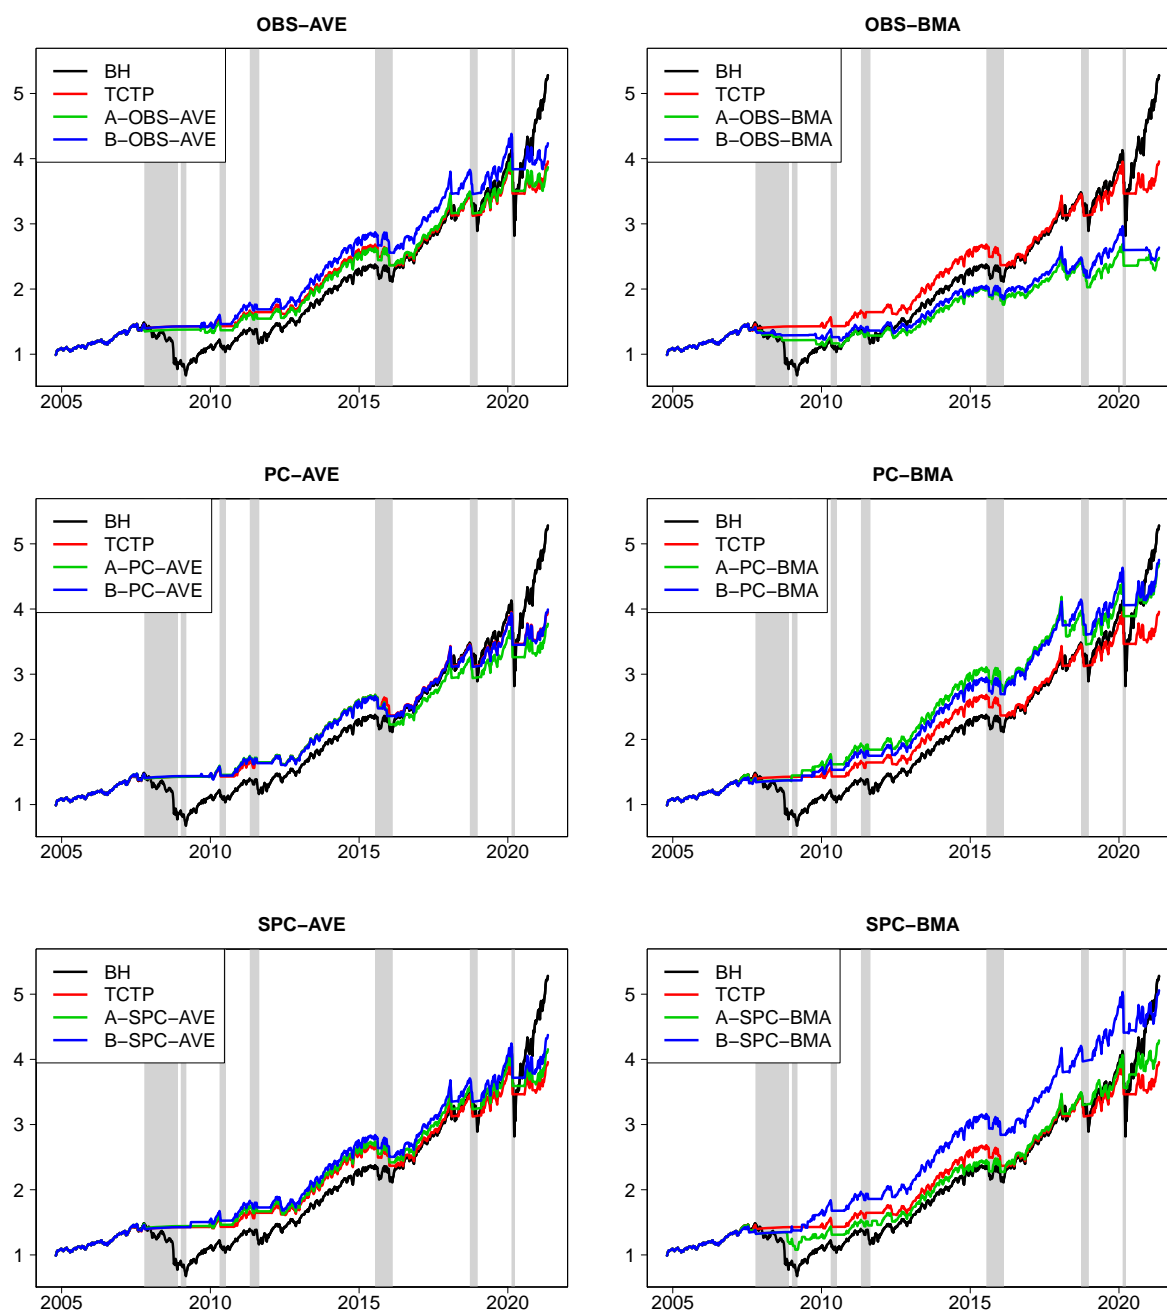 OBS−AVE
BH
TCTP
A−OBS−AVE
B−OBS−AVE
5
4
3
2
1
2005 2010 2015 2020
OBS−BMA
BH
TCTP
A−OBS−BMA
B−OBS−BMA
5
4
3
2
1
2005 2010 2015 2020
PC−AVE
BH
TCTP
A−PC−AVE
B−PC−AVE
5
4
3
2
1
2005 2010 2015 2020
PC−BMA
BH
TCTP
A−PC−BMA
B−PC−BMA
5
4
3
2
1
2005 2010 2015 2020
SPC−AVE
BH
TCTP
A−SPC−AVE
B−SPC−AVE
5
4
3
2
1
2005 2010 2015 2020
SPC−BMA
BH
TCTP
A−SPC−BMA
B−SPC−BMA
5
4
3
2
1
2005 2010 2015 2020